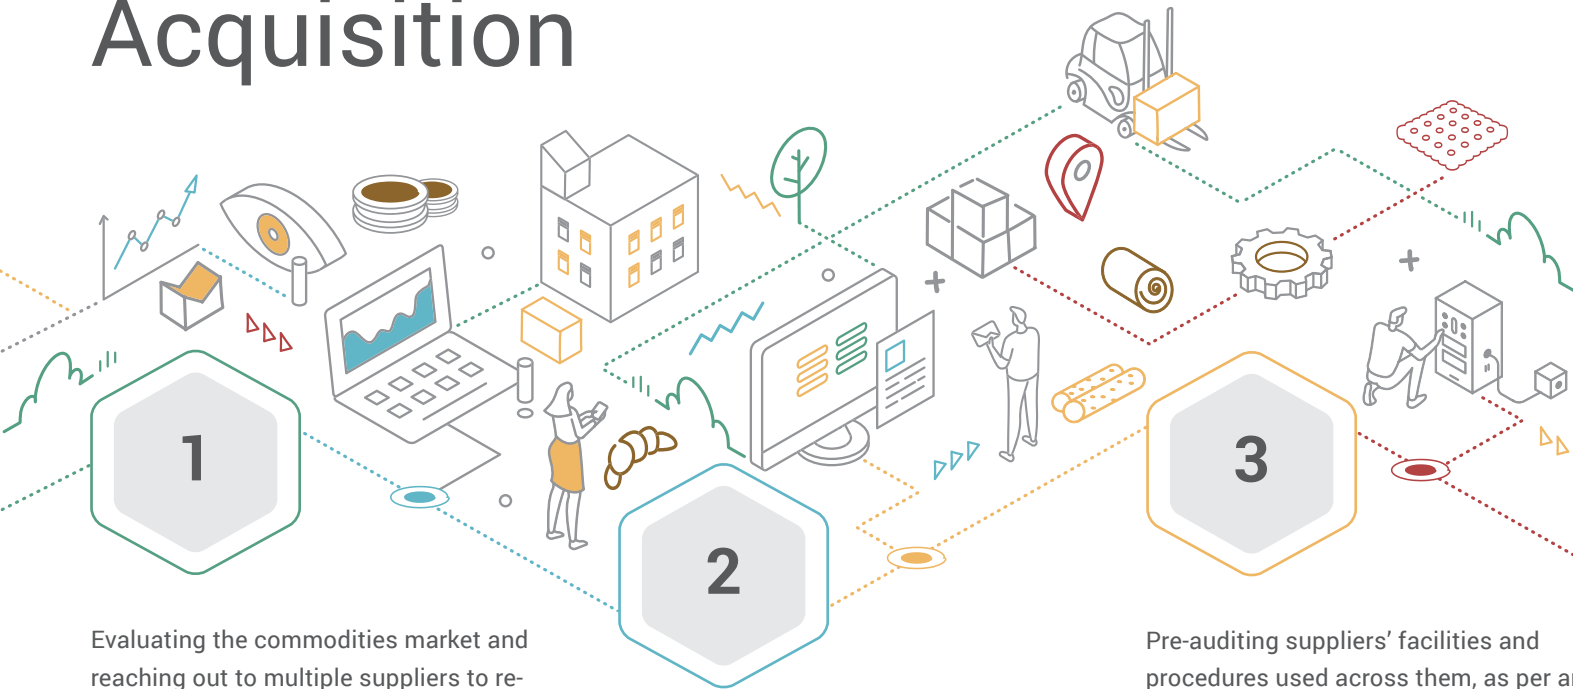 Acquisition
1
2
3
Evaluating the commodities market and
reaching out to multiple suppliers to re-
Pre-auditing suppliers’ facilities and
procedures used across them, as per